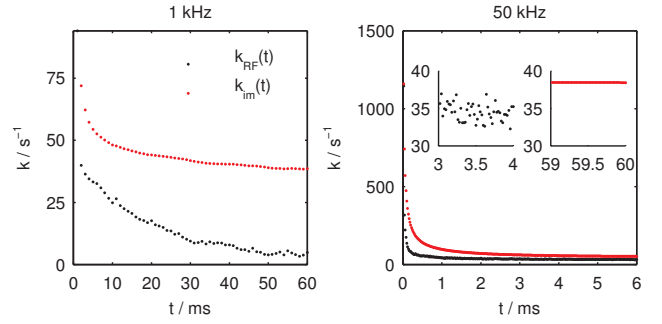 1 kHz
k / s⁻¹
75
50
25
0
k_RF(t)
k_im(t)
0 10 20 30 40 50 60
t / ms
50 kHz
k / s⁻¹
1500
1000
500
0
40
35
30
3 3.5 4
40
35
30
59 59.5 60
0 1 2 3 4 5 6
t / ms